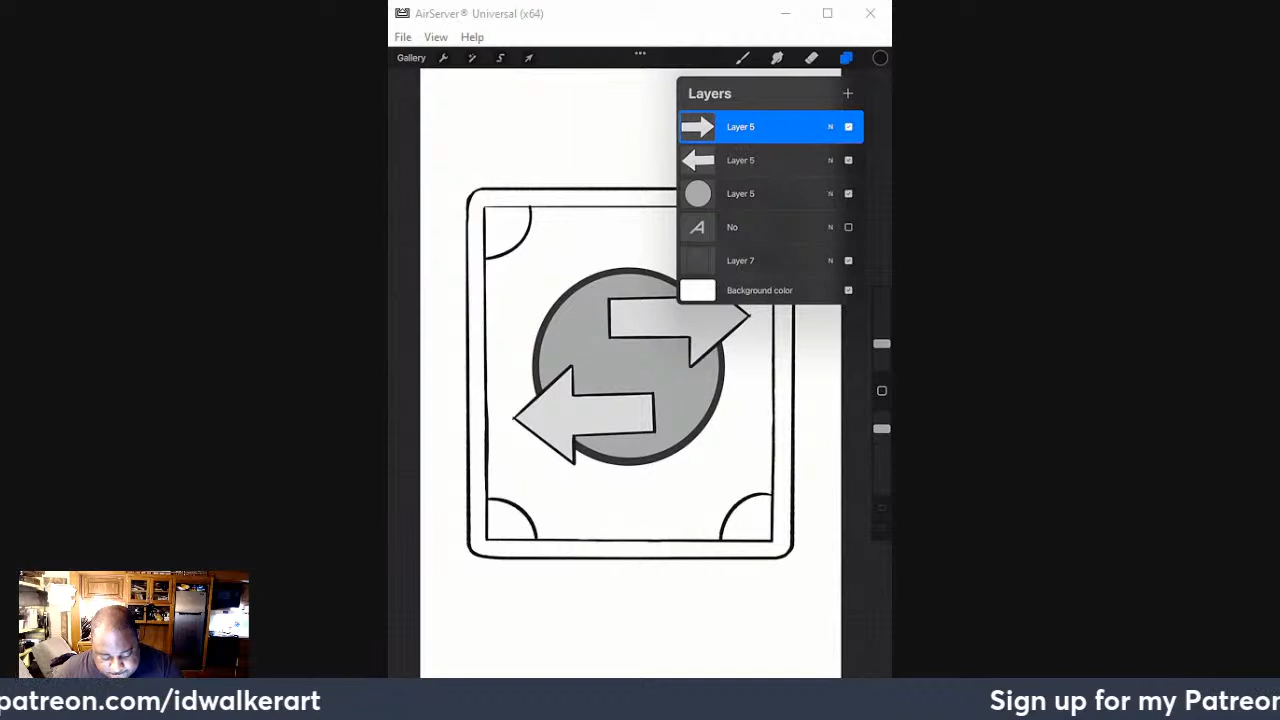 AirServer® Universal (x64)
File View Help
Gallery
Layers
Layer 5 N
Layer 5 N
Layer 5 N
A No N
Layer 7 N
Background color
patreon.com/idwalkerart
Sign up for my Patreon